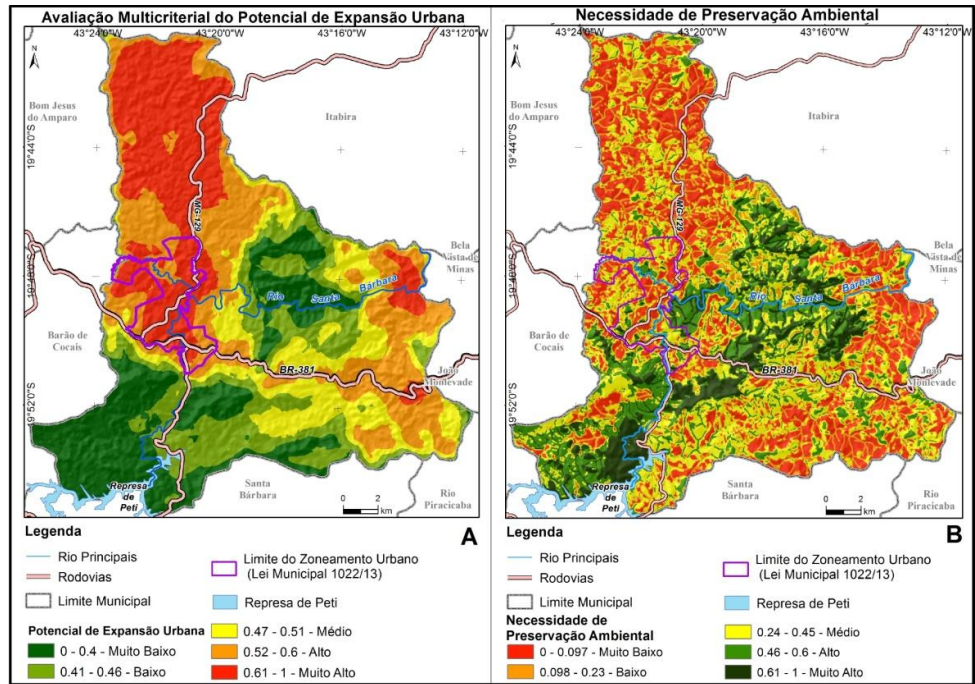 Avaliação Multicriterial do Potencial de Expansão Urbana
43°24'0"W
43°20'0"W
43°16'0"W
43°12'0"W
N
Bom Jesus
do Amparo
Itabira
19°44'0"S
MG-129
Bela
Vista de
Minas
19°48'0"S
Rio Santa Bárbara
Barão de
Cocais
BR-381
João
Monlevade
19°52'0"S
Represa
de
Peti
Santa
Bárbara
0 2
km
Rio
Piracicaba
Legenda
A
Rio Principais
Rodovias
Limite Municipal
Limite do Zoneamento Urbano
(Lei Municipal 1022/13)
Represa de Peti
Potencial de Expansão Urbana
0 - 0.4 - Muito Baixo
0.41 - 0.46 - Baixo
0.47 - 0.51 - Médio
0.52 - 0.6 - Alto
0.61 - 1 - Muito Alto
Necessidade de Preservação Ambiental
43°24'0"W
43°20'0"W
43°16'0"W
43°12'0"W
N
Bom Jesus
do Amparo
Itabira
19°44'0"S
MG-129
Bela
Vista de
Minas
19°48'0"S
Rio Santa Bárbara
Barão de
Cocais
BR-381
João
Monlevade
19°52'0"S
Represa
de
Peti
Santa
Bárbara
0 2
km
Rio
Piracicaba
Legenda
B
Rio Principais
Rodovias
Limite Municipal
Limite do Zoneamento Urbano
(Lei Municipal 1022/13)
Represa de Peti
Necessidade de
Preservação Ambiental
0 - 0.097 - Muito Baixo
0.098 - 0.23 - Baixo
0.24 - 0.45 - Médio
0.46 - 0.6 - Alto
0.61 - 1 - Muito Alto